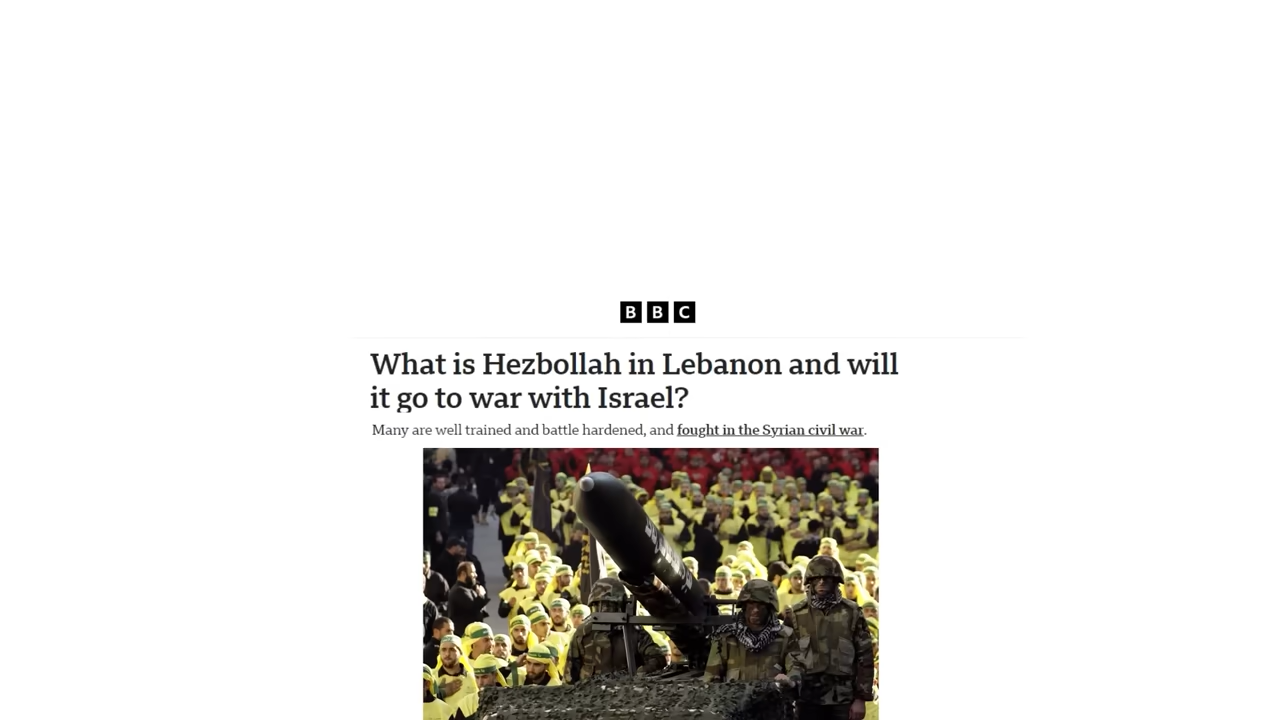 BBC
What is Hezbollah in Lebanon and will
it go to war with Israel?
Many are well trained and battle hardened, and fought in the Syrian civil war.